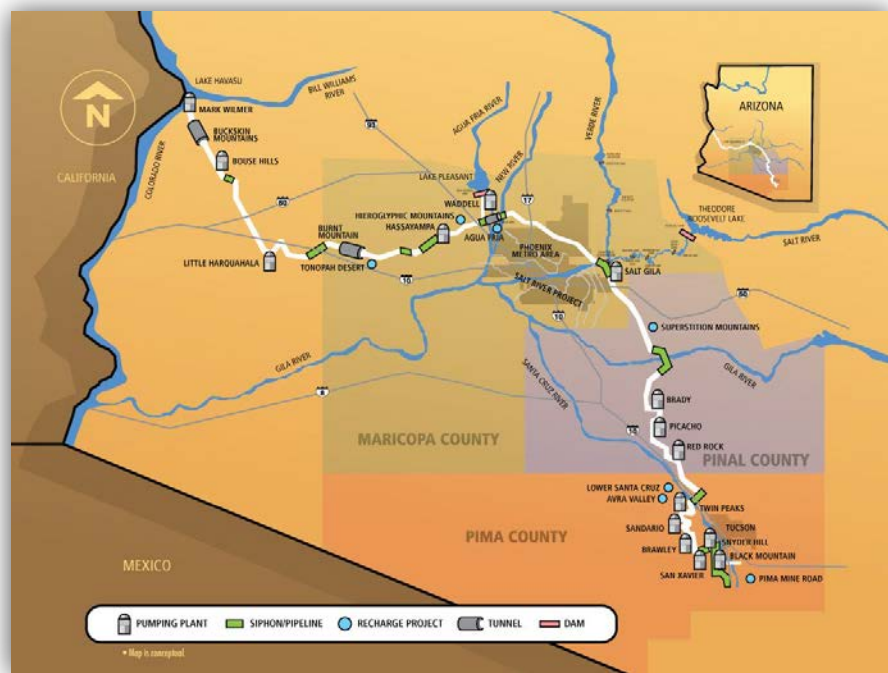 LAKE HAVASU
BILL WILLIAMS
RIVER
N
MARK WILMER
BUCKSKIN
MOUNTAINS
BOUSE HILLS
COLORADO RIVER
CALIFORNIA
93
60
AGUA FRIA RIVER
NEW RIVER
VERDE RIVER
LAKE PLEASANT
WADDELL
17
ARIZONA
THEODORE
ROOSEVELT LAKE
SALT RIVER
HIEROGLYPHIC MOUNTAINS
HASSAYAMPA
AGUA FRIA
BURNT
MOUNTAIN
LITTLE HARQUAHALA
TONOPAH DESERT
10
PHOENIX
METRO AREA
SALT RIVER PROJECT
SALT GILA
10
60
SUPERSTITION MOUNTAINS
GILA RIVER
GILA RIVER
SANTA CRUZ RIVER
8
BRADY
PICACHO
10
RED ROCK
MARICOPA COUNTY
PINAL COUNTY
LOWER SANTA CRUZ
AVRA VALLEY
TWIN PEAKS
PIMA COUNTY
SANDARIO
TUCSON
SNYDER HILL
BRAWLEY
BLACK MOUNTAIN
SAN XAVIER
PIMA MINE ROAD
MEXICO
PUMPING PLANT
SIPHON/PIPELINE
RECHARGE PROJECT
TUNNEL
DAM
• Map is conceptual.